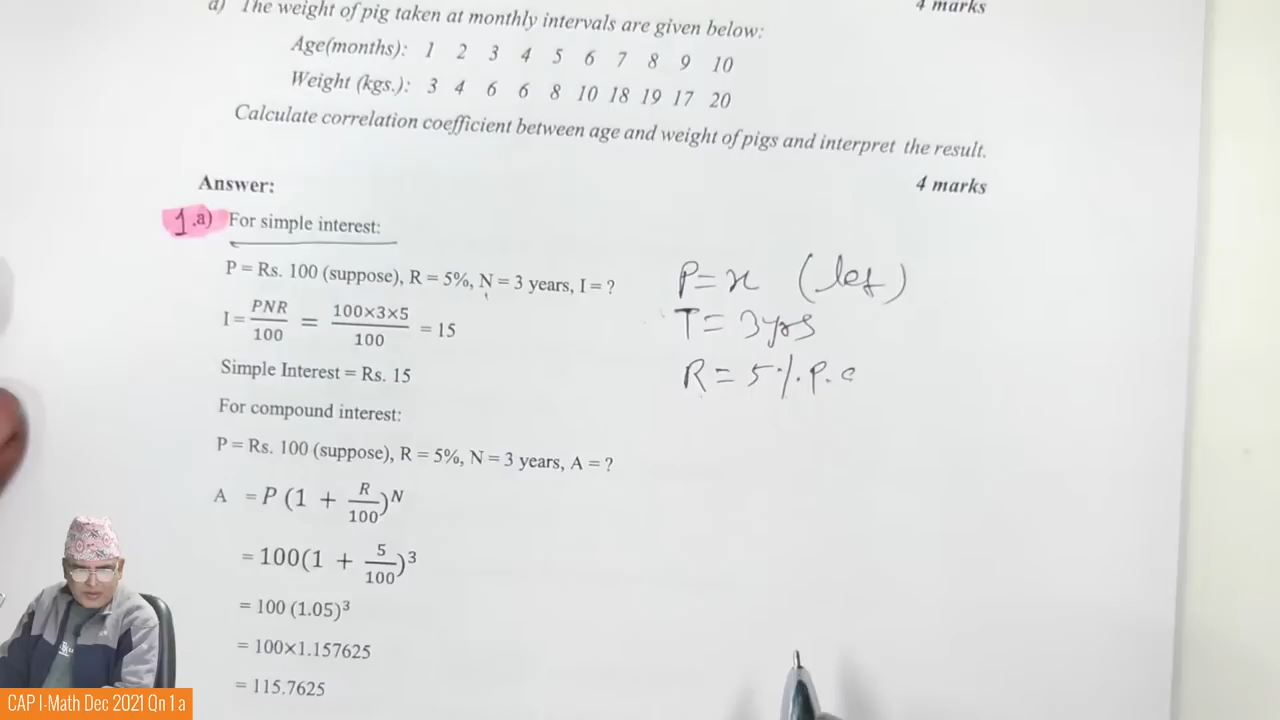 a) The weight of pig taken at monthly intervals are given below:
4 marks
Age(months): 1 2 3 4 5 6 7 8 9 10
Weight (kgs.): 3 4 6 6 8 10 18 19 17 20
Calculate correlation coefficient between age and weight of pigs and interpret the result.
4 marks
Answer:
1.a) For simple interest:
P = Rs. 100 (suppose), R = 5%, N = 3 years, I = ?
I = PNR/100 = 100×3×5/100 = 15
Simple Interest = Rs. 15
For compound interest:
P = Rs. 100 (suppose), R = 5%, N = 3 years, A = ?
A = P (1 + R/100)^N
= 100(1 + 5/100)^3
= 100 (1.05)^3
= 100×1.157625
= 115.7625
P = x (let)
T = 3 yrs
R = 5%. P. a
CAP I-Math Dec 2021 Qn 1 a